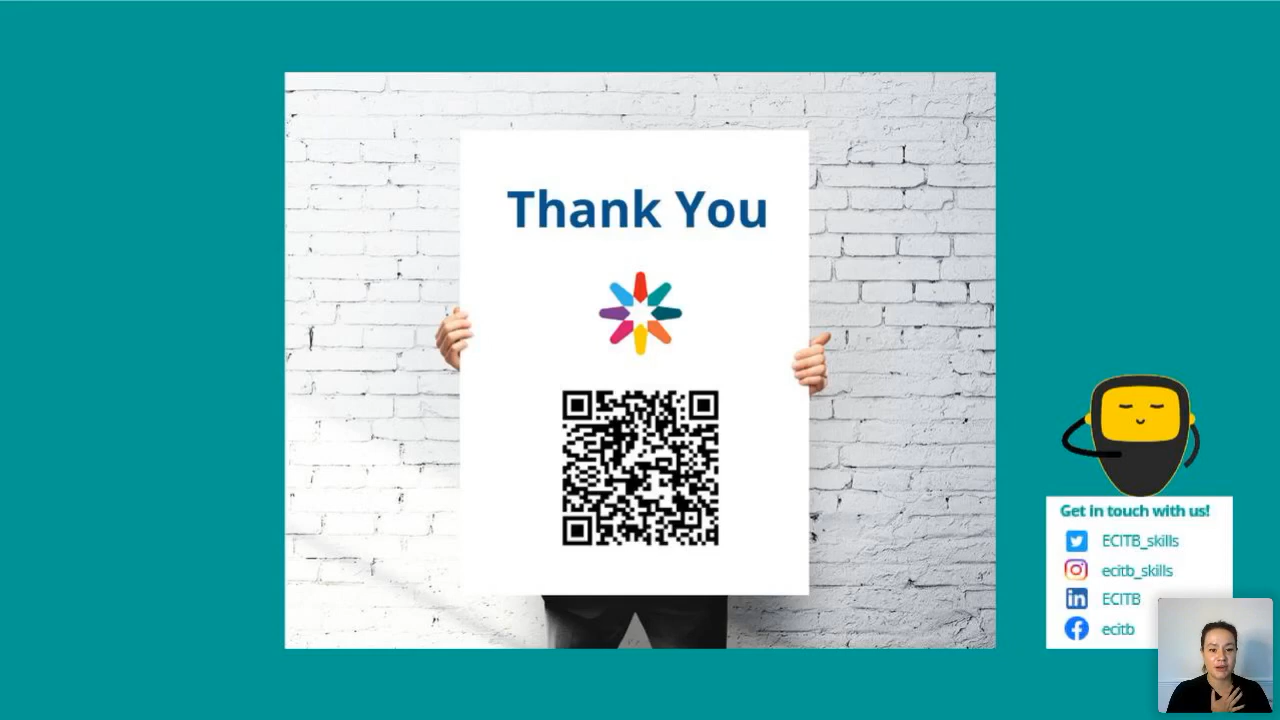 Thank You
Get in touch with us!
ECITB_skills
ecitb_skills
ECITB
ecitb